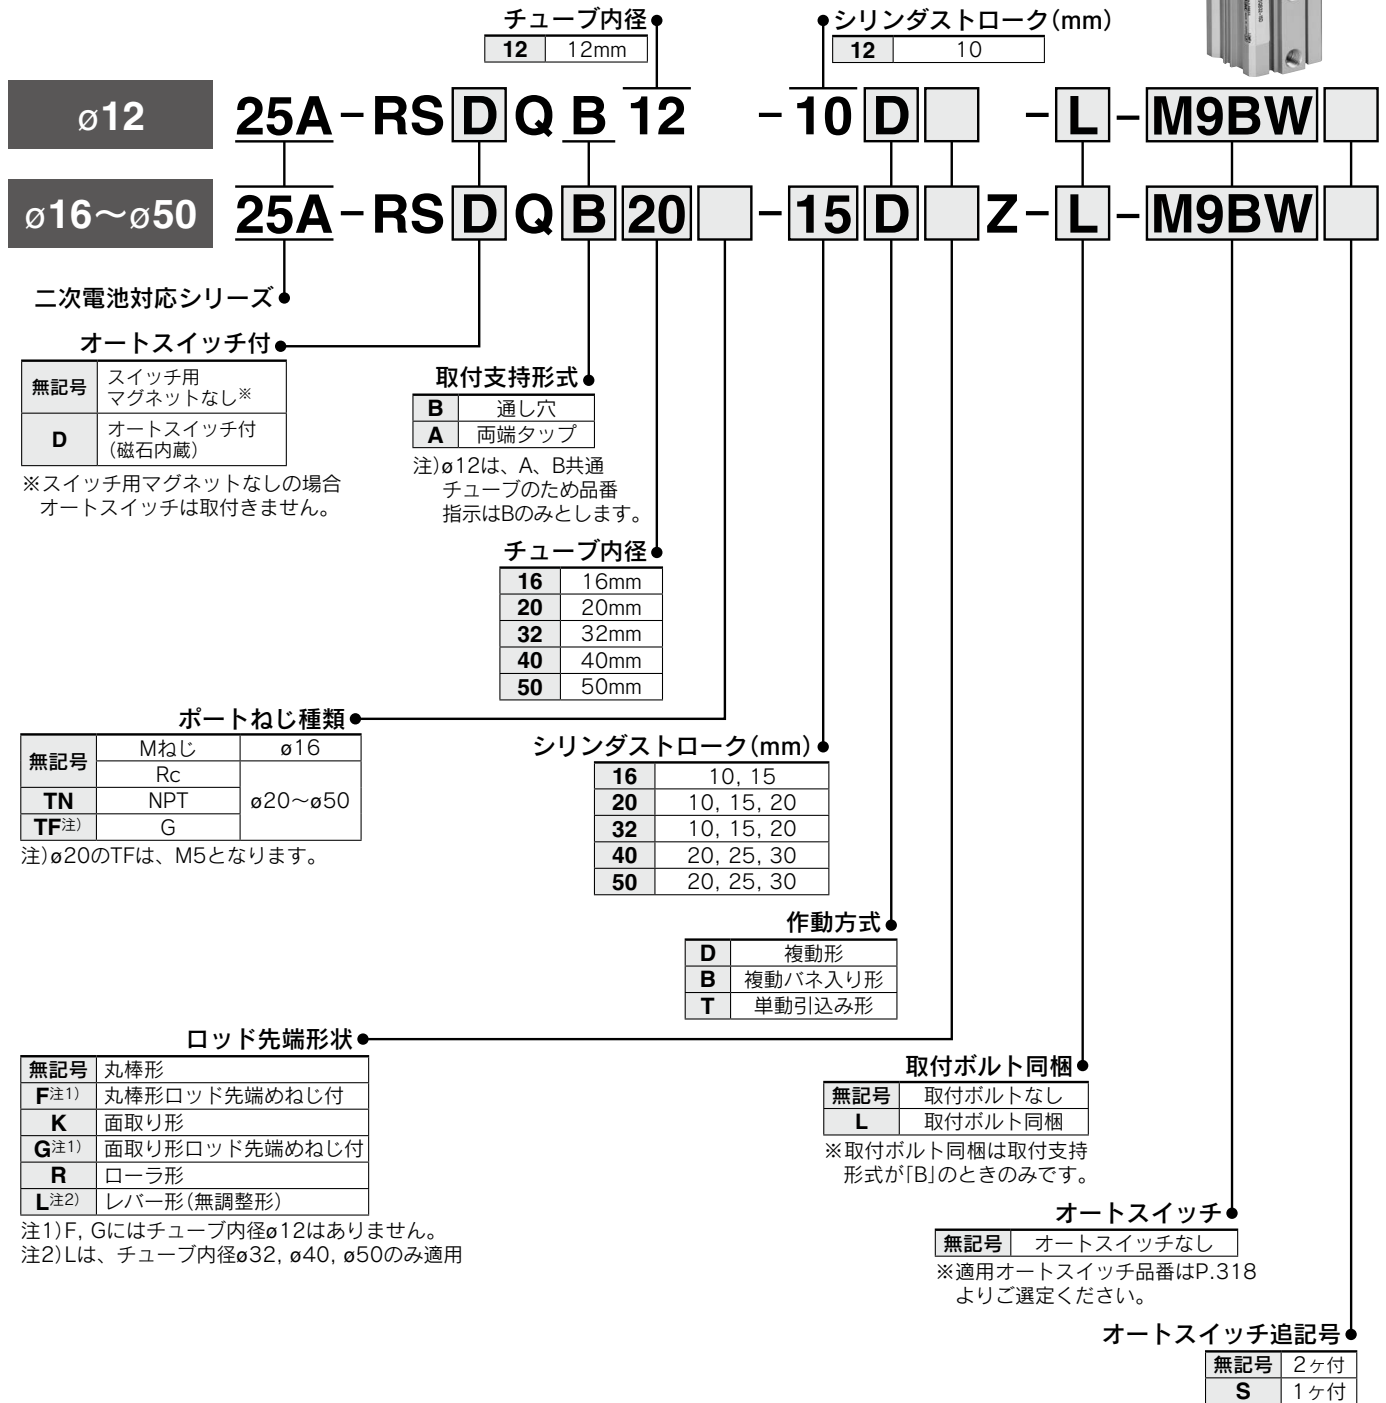 チューブ内径
12 12mm
シリンダストローク(mm)
12 10
ø12 25A-RSDQB12 -10D -L-M9BW
ø16～ø50 25A-RSDQB20 -15D Z-L-M9BW
二次電池対応シリーズ
オートスイッチ付
無記号 スイッチ用
マグネットなし※
D オートスイッチ付
(磁石内蔵)
※スイッチ用マグネットなしの場合
オートスイッチは取付きません。
取付支持形式
B 通し穴
A 両端タップ
注)ø12は、A、B共通
チューブのため品番
指示はBのみとします。
チューブ内径
16 16mm
20 20mm
32 32mm
40 40mm
50 50mm
ポートねじ種類
無記号 Mねじ ø16
Rc ø20～ø50
TN NPT
TF注) G
注)ø20のTFは、M5となります。
シリンダストローク(mm)
16 10, 15
20 10, 15, 20
32 10, 15, 20
40 20, 25, 30
50 20, 25, 30
作動方式
D 複動形
B 複動バネ入り形
T 単動引込み形
ロッド先端形状
無記号 丸棒形
F注1) 丸棒形ロッド先端めねじ付
K 面取り形
G注1) 面取り形ロッド先端めねじ付
R ローラ形
L注2) レバー形(無調整形)
注1)F, Gにはチューブ内径ø12はありません。
注2)Lは、チューブ内径ø32, ø40, ø50のみ適用
取付ボルト同梱
無記号 取付ボルトなし
L 取付ボルト同梱
※取付ボルト同梱は取付支持
形式が「B」のときのみです。
オートスイッチ
無記号 オートスイッチなし
※適用オートスイッチ品番はP.318
よりご選定ください。
オートスイッチ追記号
無記号 2ヶ付
S 1ヶ付